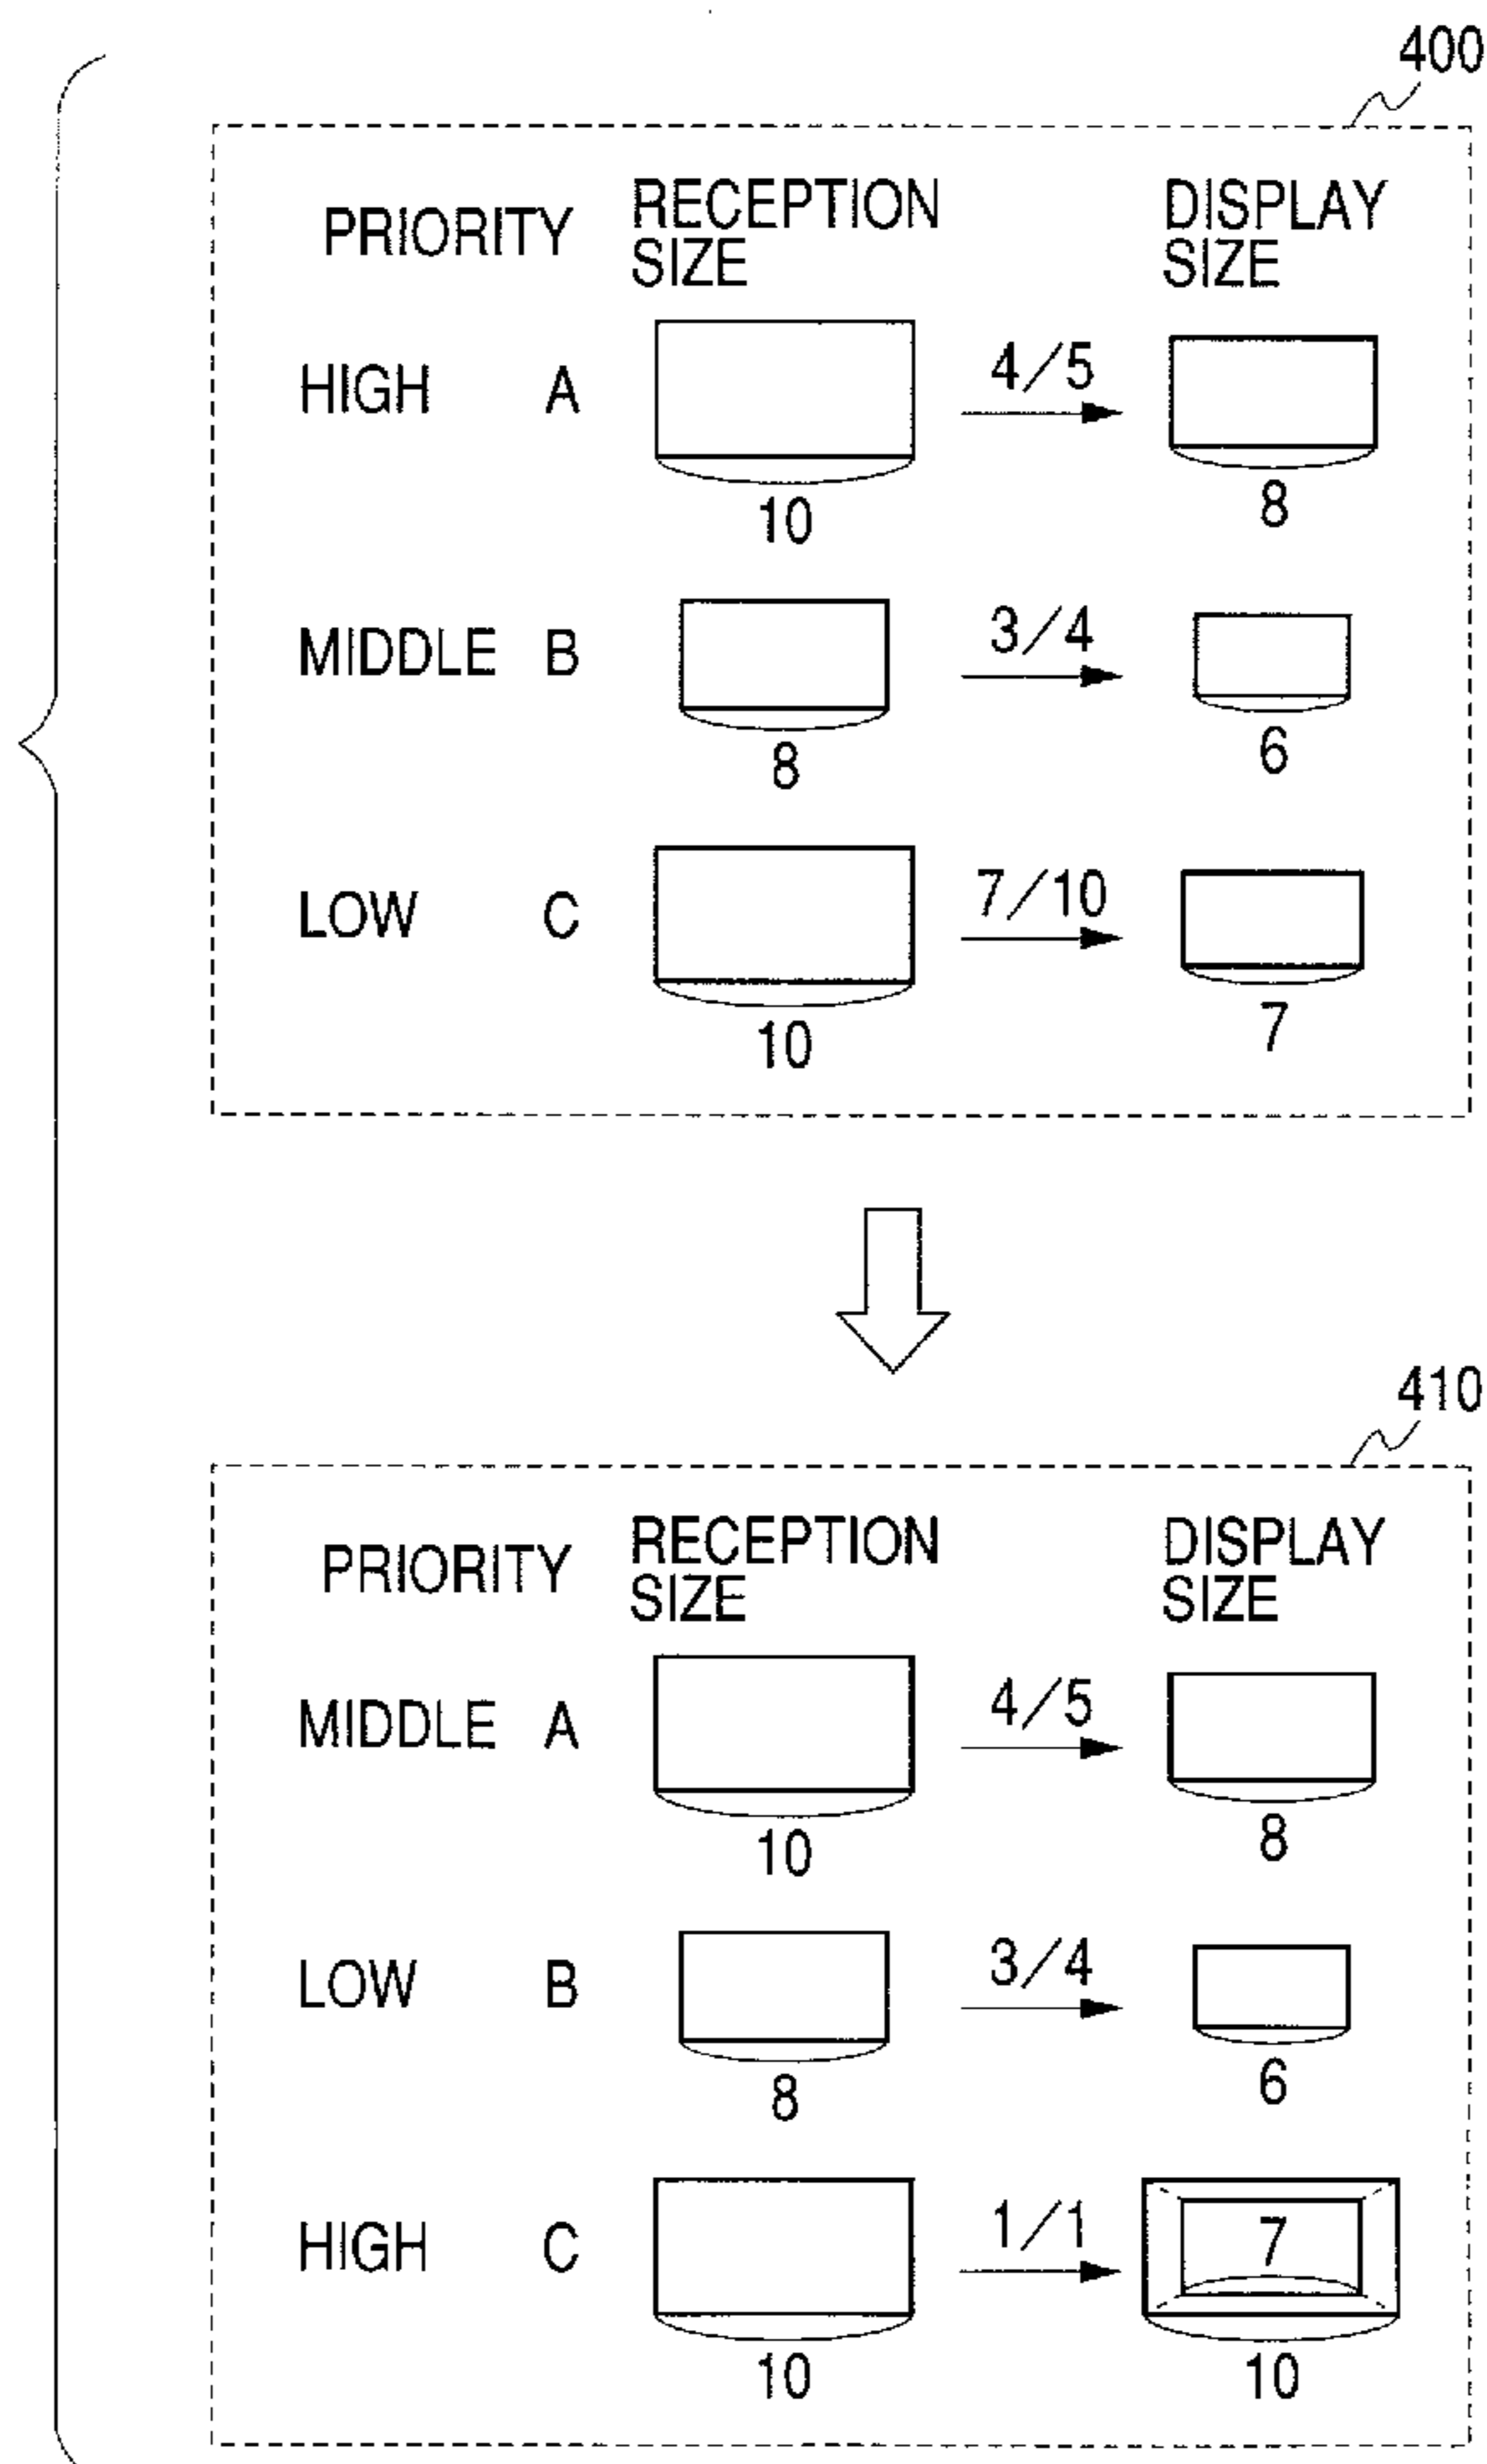 400
PRIORITY RECEPTION SIZE DISPLAY SIZE
HIGH A 4/5
10 8
MIDDLE B 3/4
8 6
LOW C 7/10
10 7
410
PRIORITY RECEPTION SIZE DISPLAY SIZE
MIDDLE A 4/5
10 8
LOW B 3/4
8 6
HIGH C 1/1 7
10 10